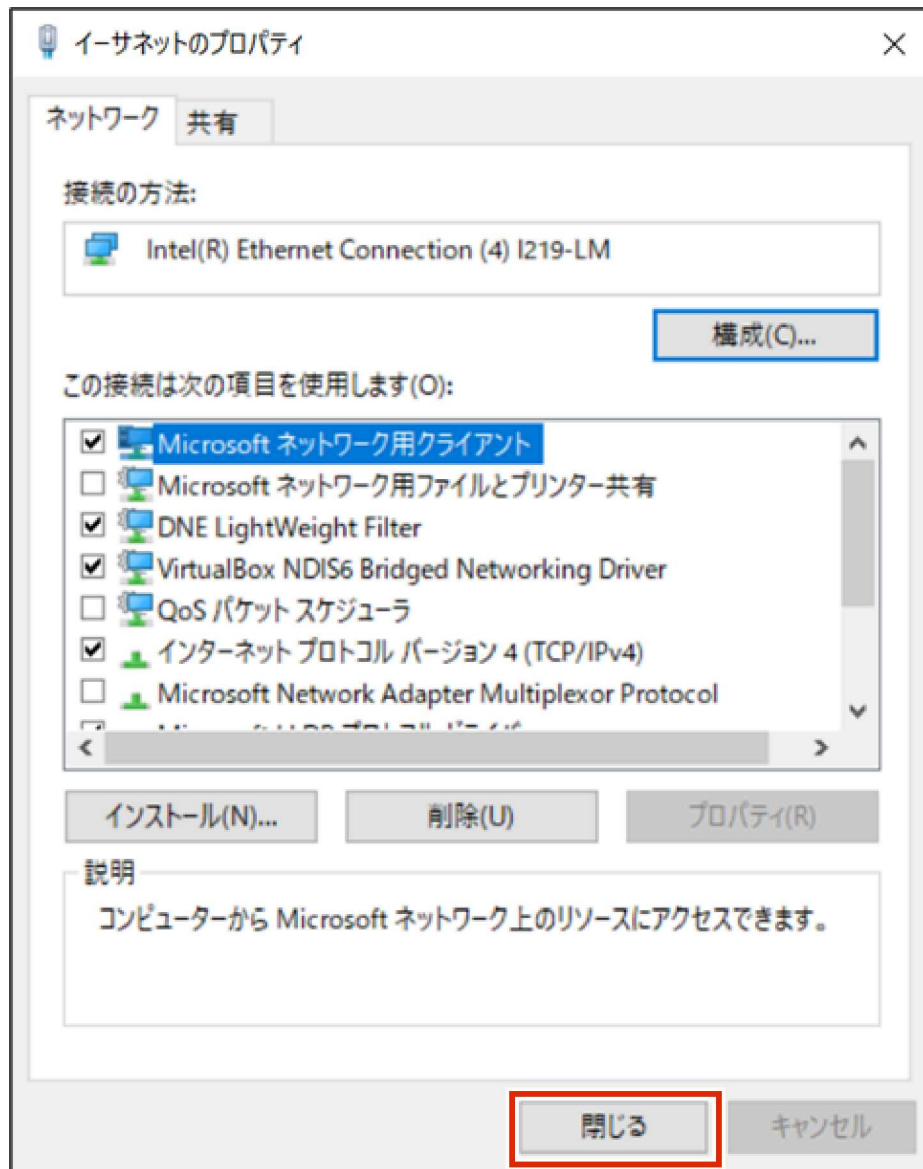 イーサネットのプロパティ
ネットワーク 共有
接続の方法:
Intel(R) Ethernet Connection (4) I219-LM
構成(C)...
この接続は次の項目を使用します(O):
Microsoft ネットワーク用クライアント
Microsoft ネットワーク用ファイルとプリンター共有
DNE LightWeight Filter
VirtualBox NDIS6 Bridged Networking Driver
QoS パケット スケジューラ
インターネット プロトコル バージョン 4 (TCP/IPv4)
Microsoft Network Adapter Multiplexor Protocol
インストール(N)... 削除(U) プロパティ(R)
説明
コンピューターから Microsoft ネットワーク上のリソースにアクセスできます。
閉じる キャンセル